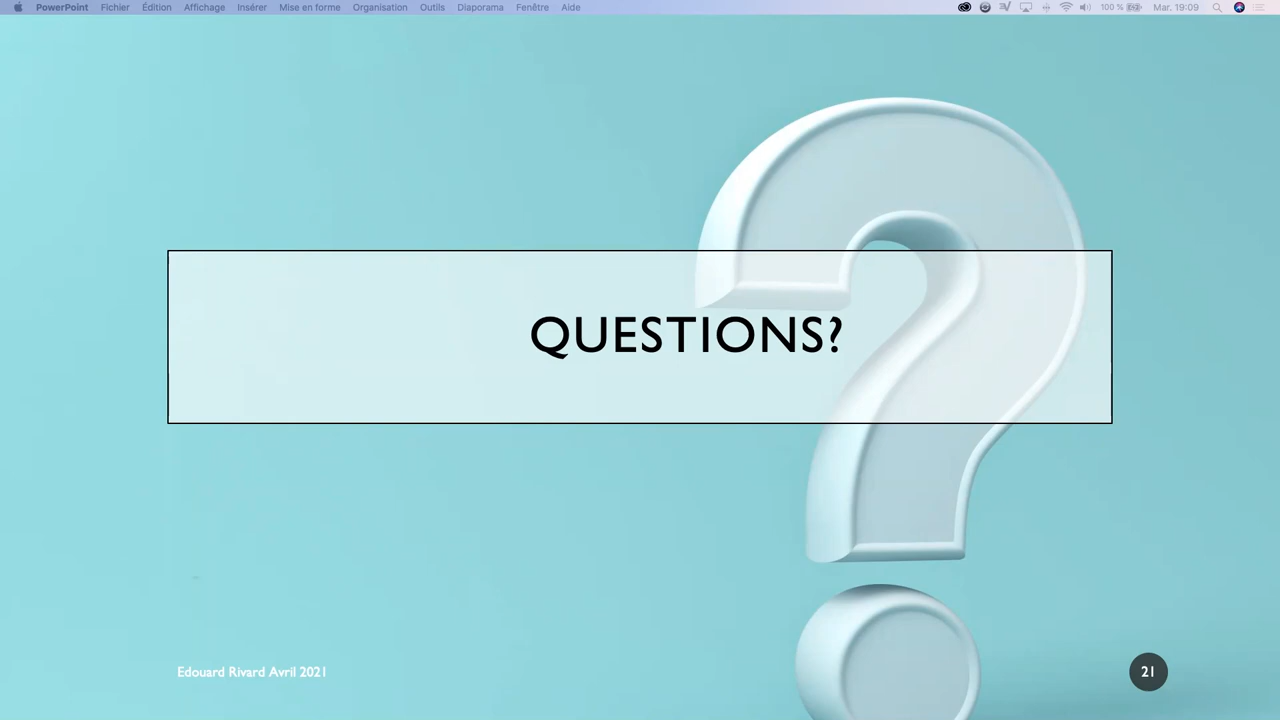 PowerPoint Fichier Édition Affichage Insérer Mise en forme Organisation Outils Diaporama Fenêtre Aide 100 % Mar. 19:09
QUESTIONS?
Edouard Rivard Avril 2021
21